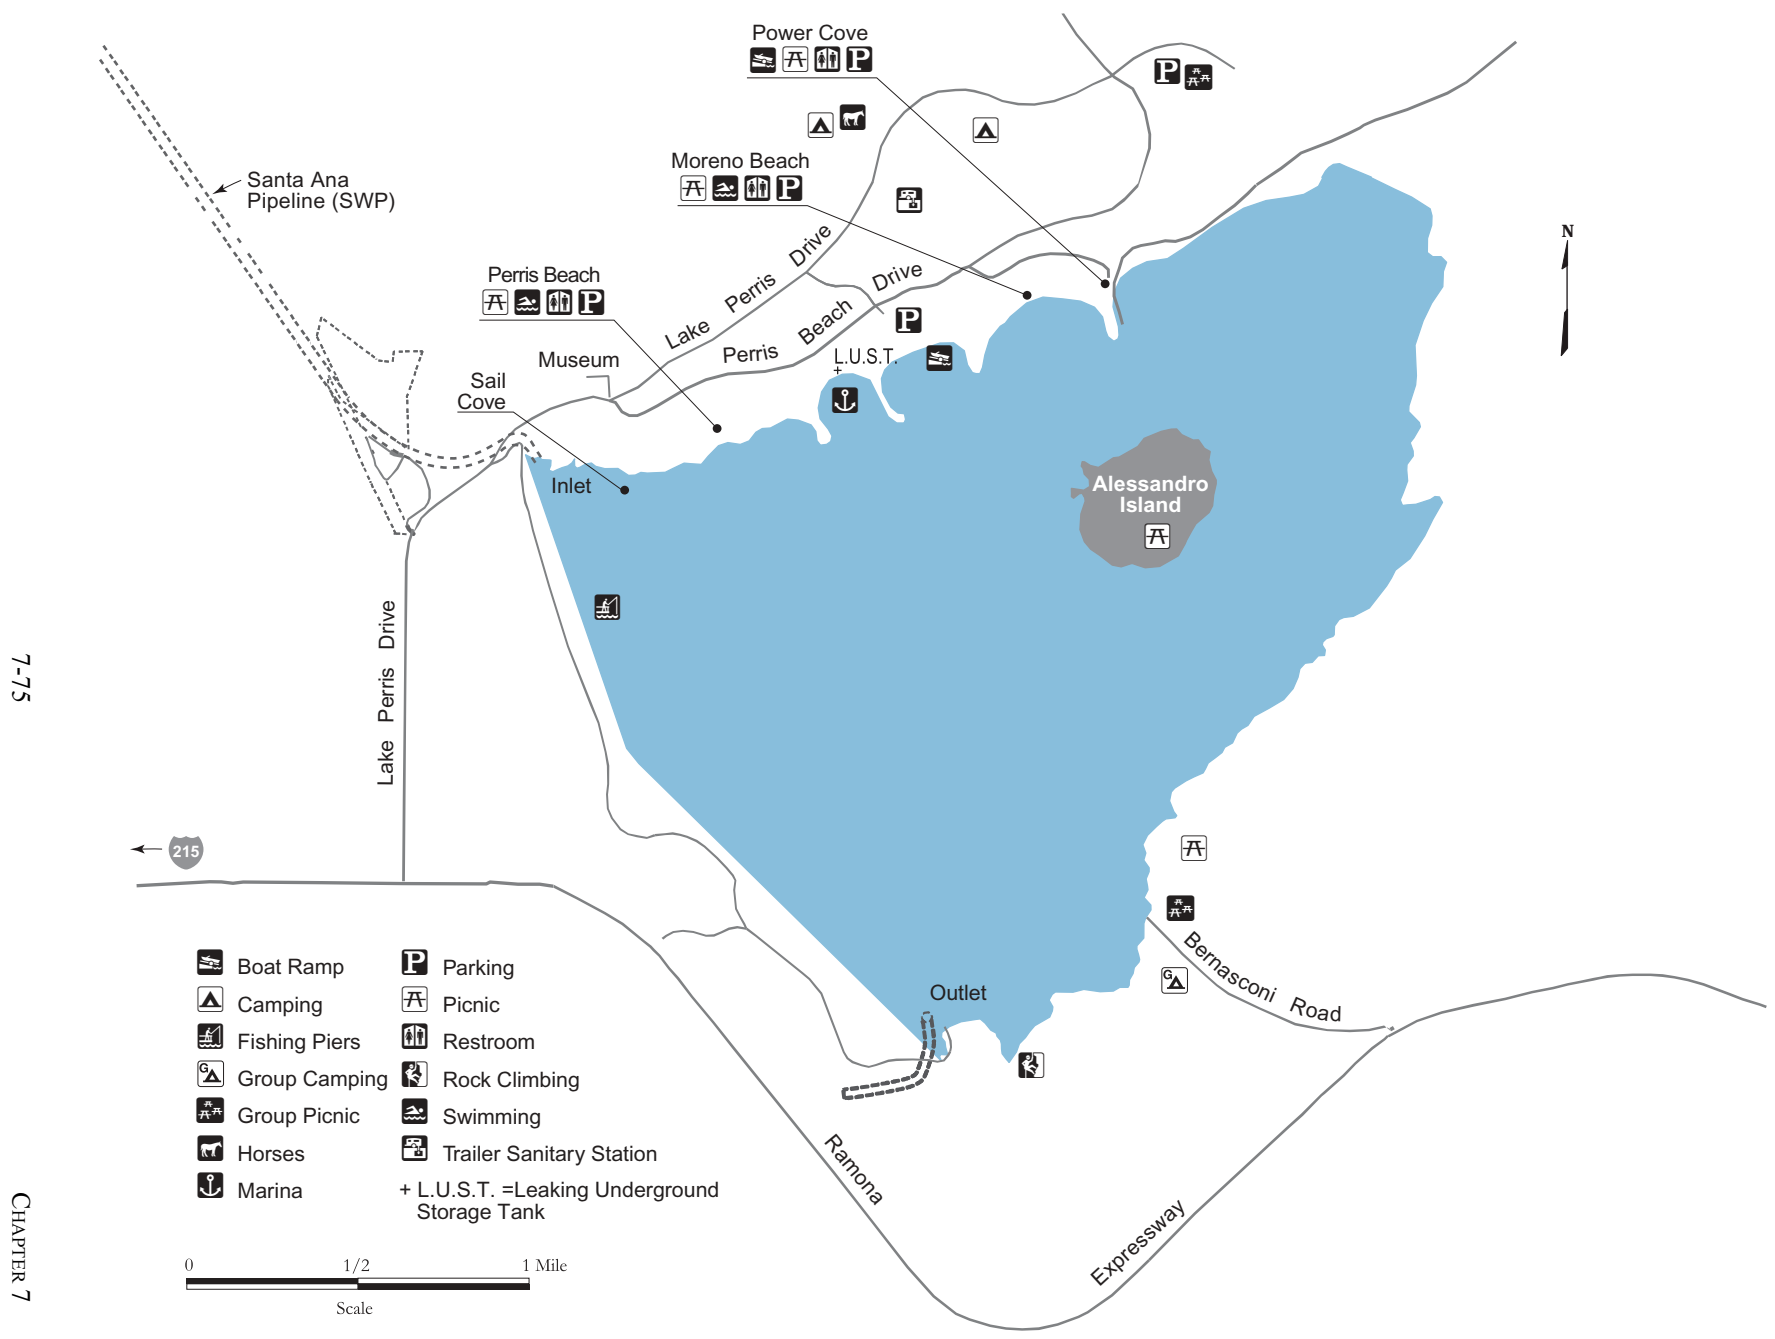 Power Cove
P
P
Moreno Beach
P
Santa Ana
Pipeline (SWP)
N
Perris Beach
P
Lake Perris Drive
Perris Beach Drive
P
Museum
L.U.S.T.
+
Sail
Cove
Inlet
Alessandro
Island
Lake Perris Drive
7-75
215
Bernasconi Road
G
Outlet
Boat Ramp
P Parking
Camping
Picnic
Fishing Piers
Restroom
G Group Camping
Rock Climbing
Group Picnic
Swimming
Horses
Trailer Sanitary Station
Marina
+ L.U.S.T. =Leaking Underground
Storage Tank
Ramona
Expressway
0 1/2 1 Mile
Scale
CHAPTER 7